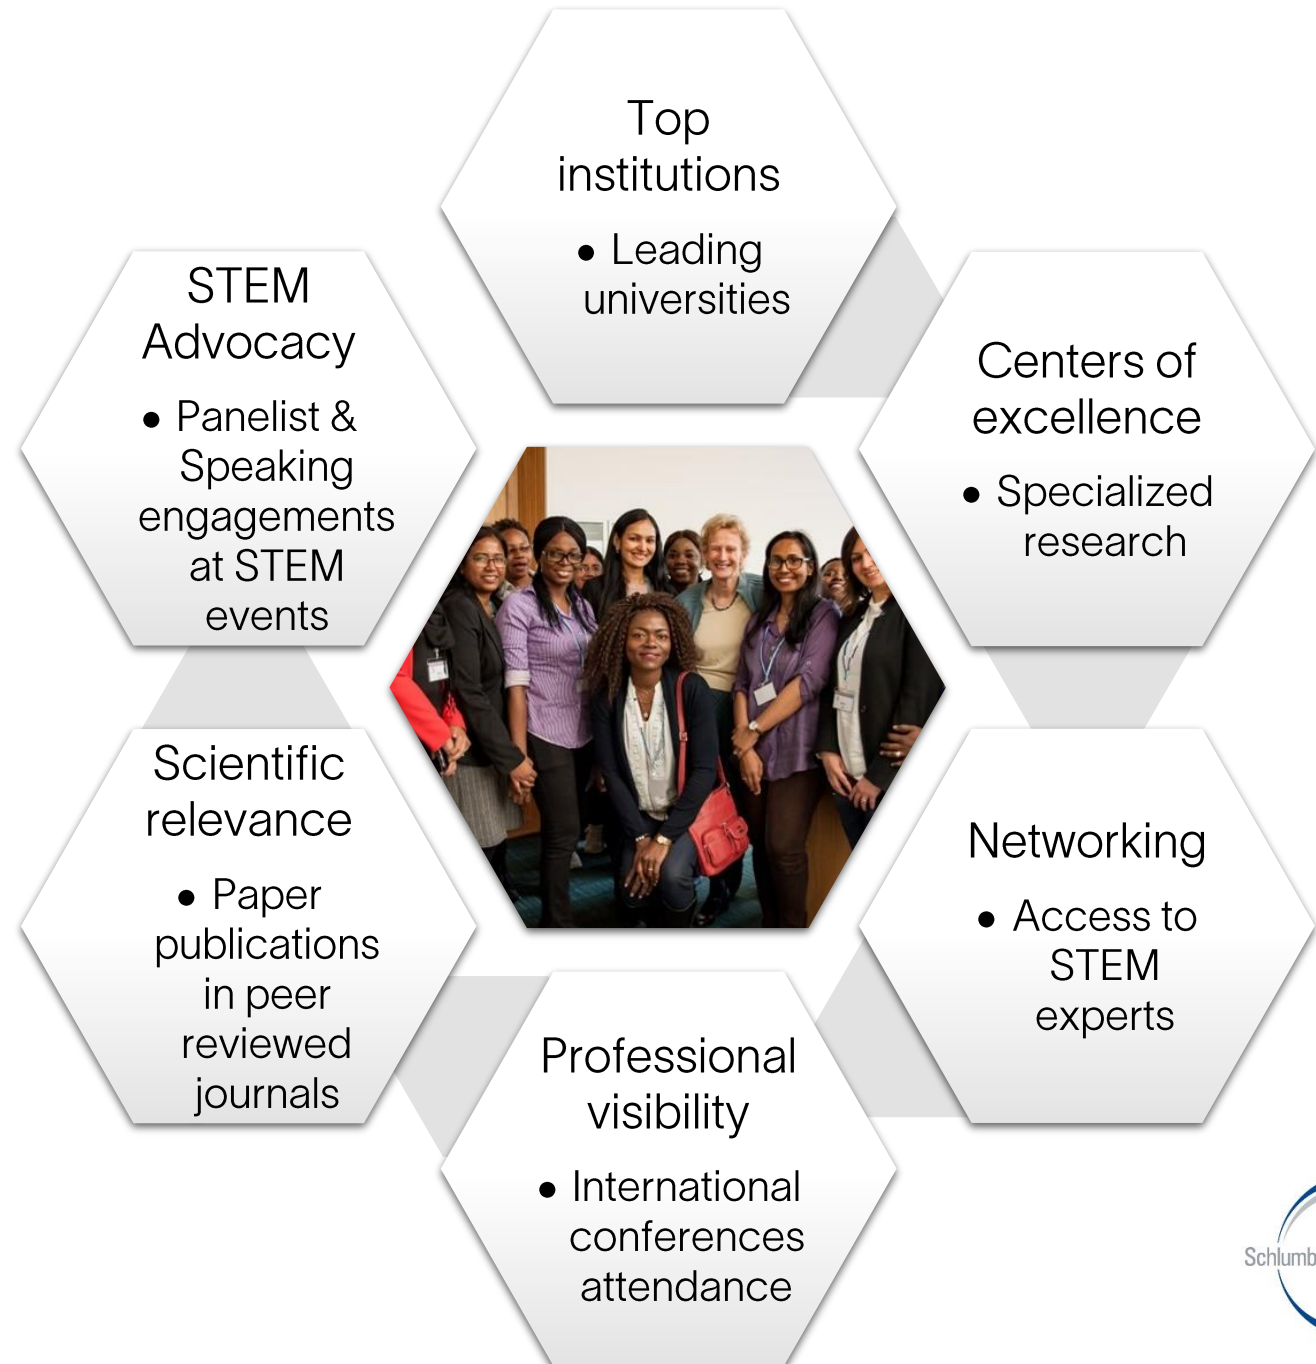 Top
institutions
● Leading
universities
Centers of
excellence
● Specialized
research
Networking
● Access to
STEM
experts
Professional
visibility
● International
conferences
attendance
Scientific
relevance
● Paper
publications
in peer
reviewed
journals
STEM
Advocacy
● Panelist &
Speaking
engagements
at STEM
events
Schlumb